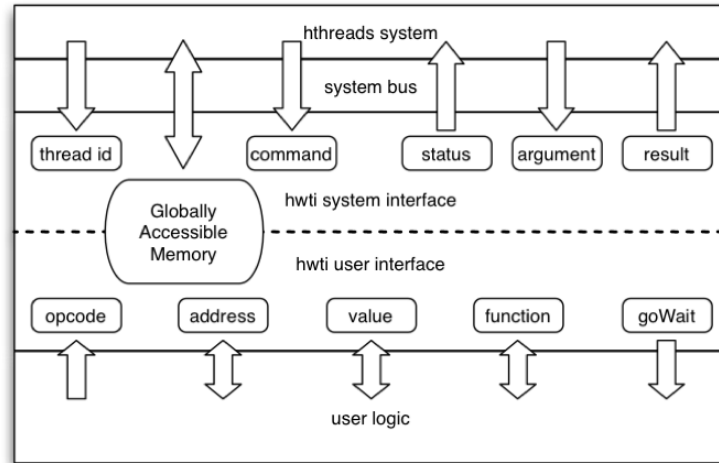 hthreads system
system bus
thread id
command
status
argument
result
Globally
Accessible
Memory
hwti system interface
hwti user interface
opcode
address
value
function
goWait
user logic